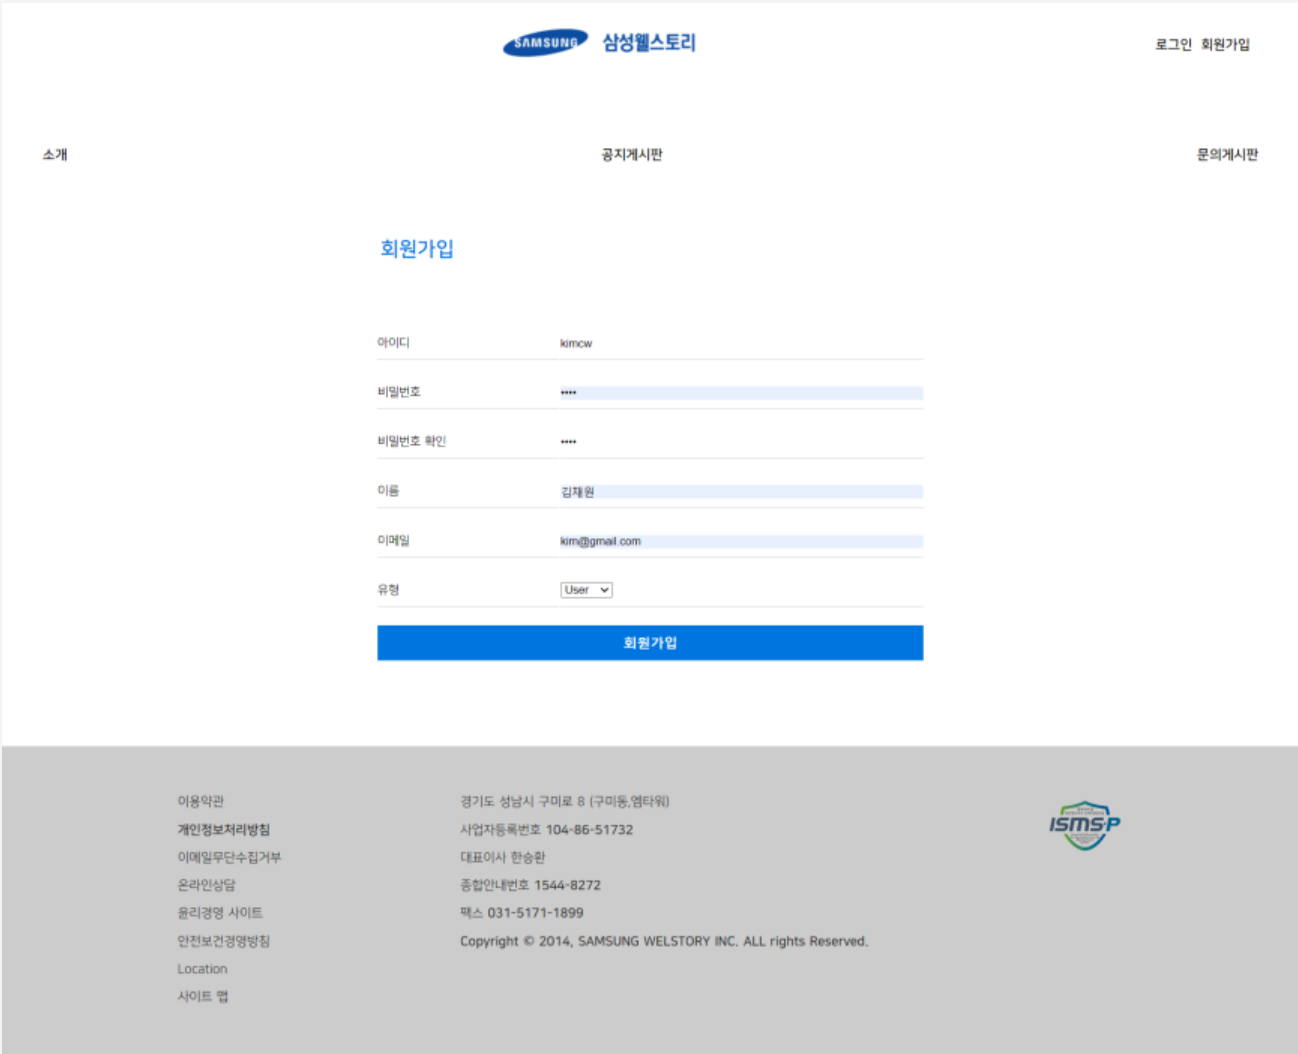 SAMSUNG 삼성웰스토리
로그인 회원가입
소개 공지게시판 문의게시판
회원가입
아이디 kimcw
비밀번호 ••••
비밀번호 확인 ••••
이름 김채원
이메일 kim@gmail.com
유형 User
회원가입
이용약관
개인정보처리방침
이메일무단수집거부
온라인상담
윤리경영 사이트
안전보건경영방침
Location
사이트 맵
경기도 성남시 구미로 8 (구미동,엠타워)
사업자등록번호 104-86-51732
대표이사 한승환
종합안내번호 1544-8272
팩스 031-5171-1899
Copyright © 2014, SAMSUNG WELSTORY INC. ALL rights Reserved.
ISMS-P